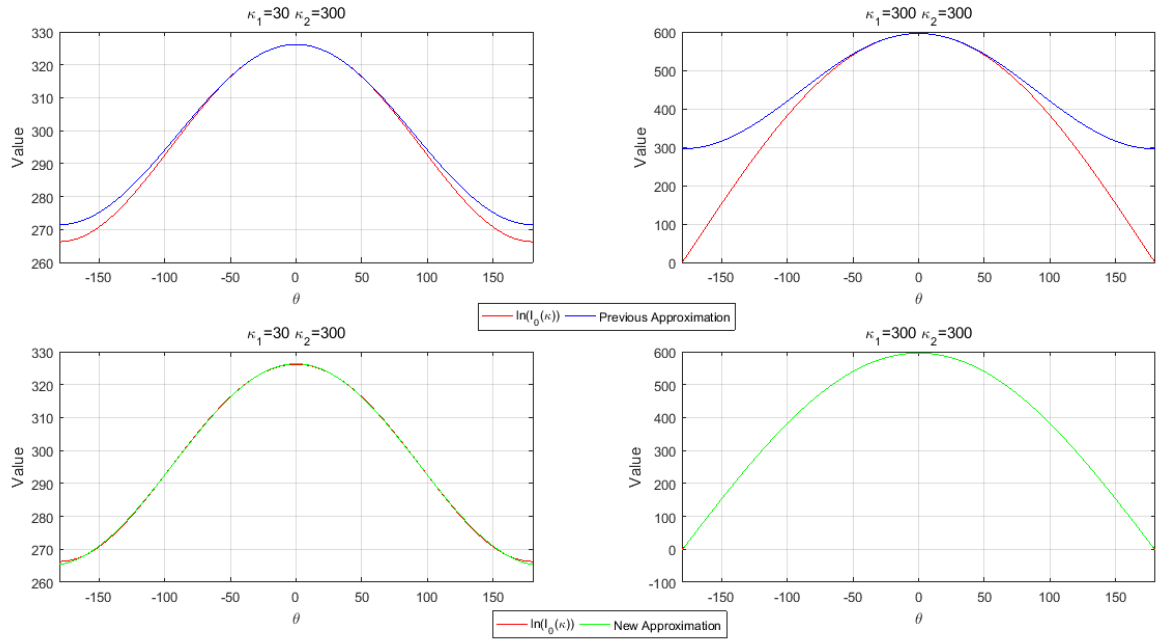 κ₁=30 κ₂=300
330
320
310
300
290
280
270
260
Value
-150 -100 -50 0 50 100 150
θ
κ₁=300 κ₂=300
600
500
400
300
200
100
0
Value
-150 -100 -50 0 50 100 150
θ
ln(I₀(κ)) Previous Approximation
κ₁=30 κ₂=300
330
320
310
300
290
280
270
260
Value
-150 -100 -50 0 50 100 150
θ
κ₁=300 κ₂=300
600
500
400
300
200
100
0
-100
Value
-150 -100 -50 0 50 100 150
θ
ln(I₀(κ)) New Approximation